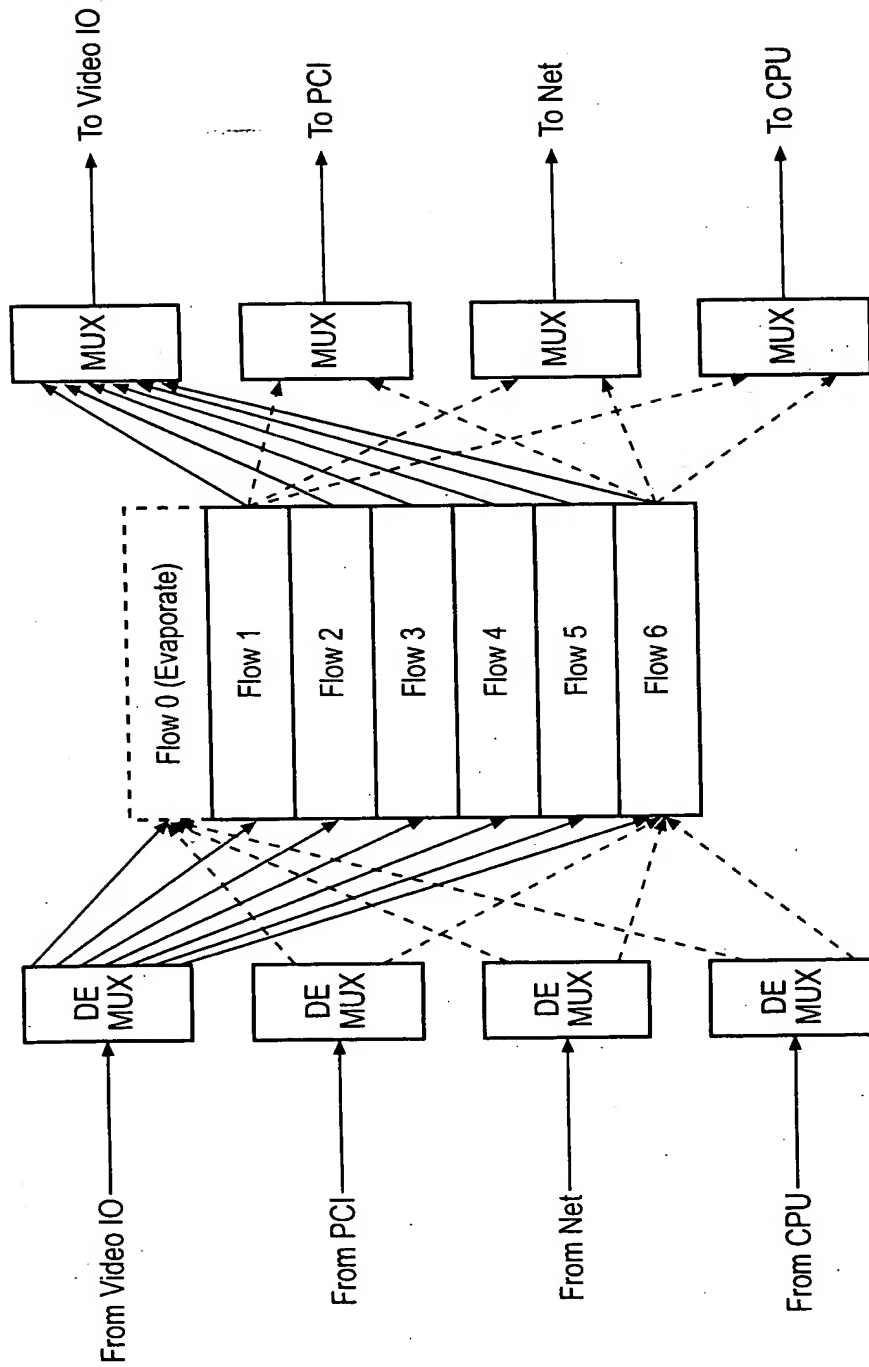 From Video IO
From PCI
From Net
From CPU
DE
MUX
DE
MUX
DE
MUX
DE
MUX
Flow 0 (Evaporate)
Flow 1
Flow 2
Flow 3
Flow 4
Flow 5
Flow 6
MUX
MUX
MUX
MUX
To Video IO
To PCI
To Net
To CPU